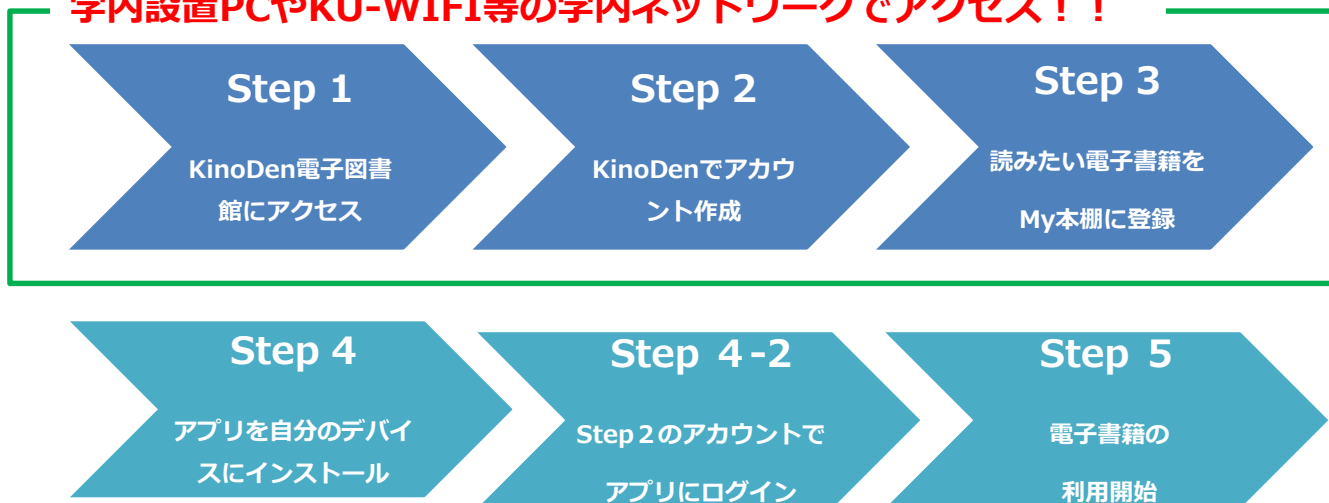 学内設置PCやKU-WIFI等の学内ネットワークでアクセス！！
Step 1
KinoDen電子図書
館にアクセス
Step 2
KinoDenでアカウ
ント作成
Step 3
読みたい電子書籍を
My本棚に登録
Step 4
アプリを自分のデバイ
スにインストール
Step ４-2
Step２のアカウントで
アプリにログイン
Step 5
電子書籍の
利用開始